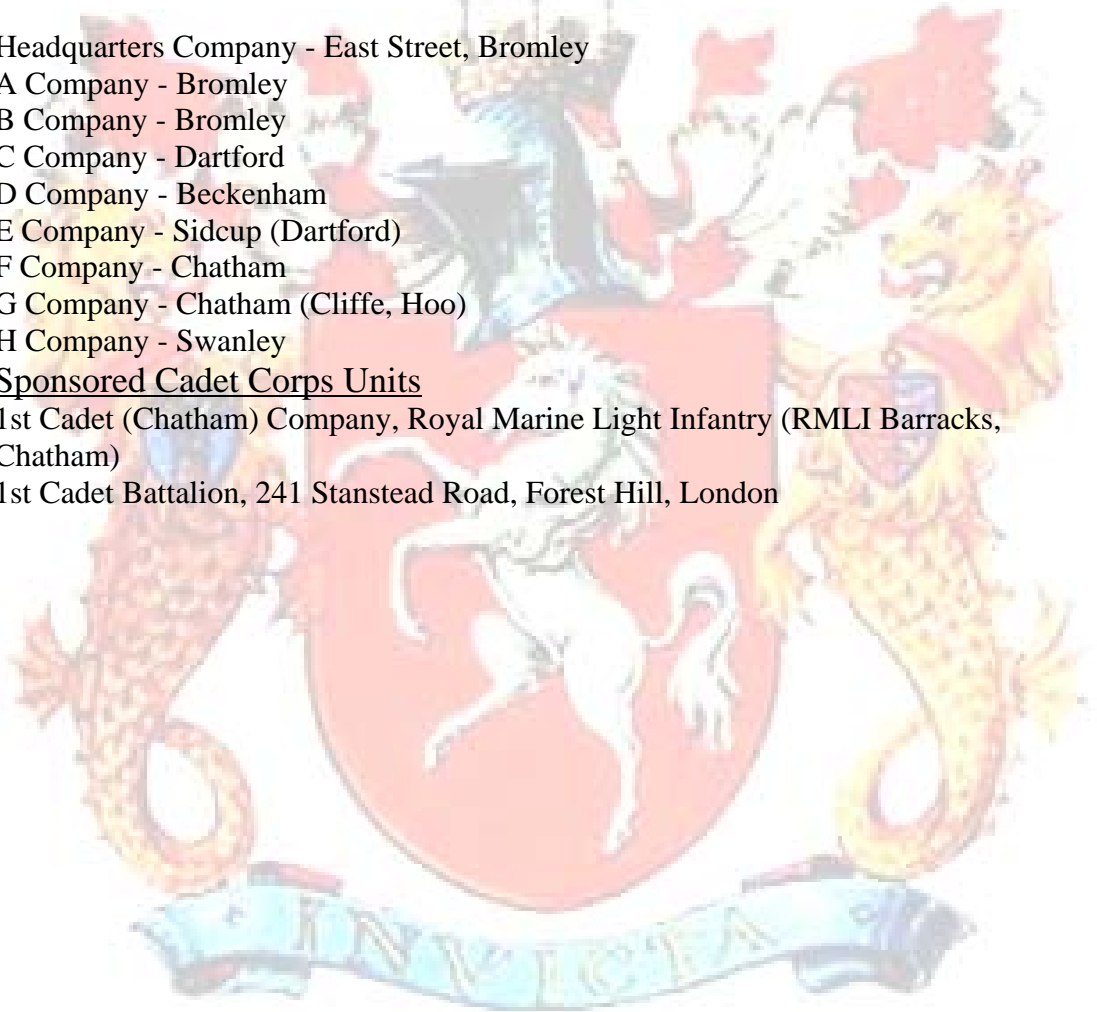 Headquarters Company - East Street, Bromley
A Company - Bromley
B Company - Bromley
C Company - Dartford
D Company - Beckenham
E Company - Sidcup (Dartford)
F Company - Chatham
G Company - Chatham (Cliffe, Hoo)
H Company - Swanley
Sponsored Cadet Corps Units
1st Cadet (Chatham) Company, Royal Marine Light Infantry (RMLI Barracks,
Chatham)
1st Cadet Battalion, 241 Stanstead Road, Forest Hill, London
INVICTA